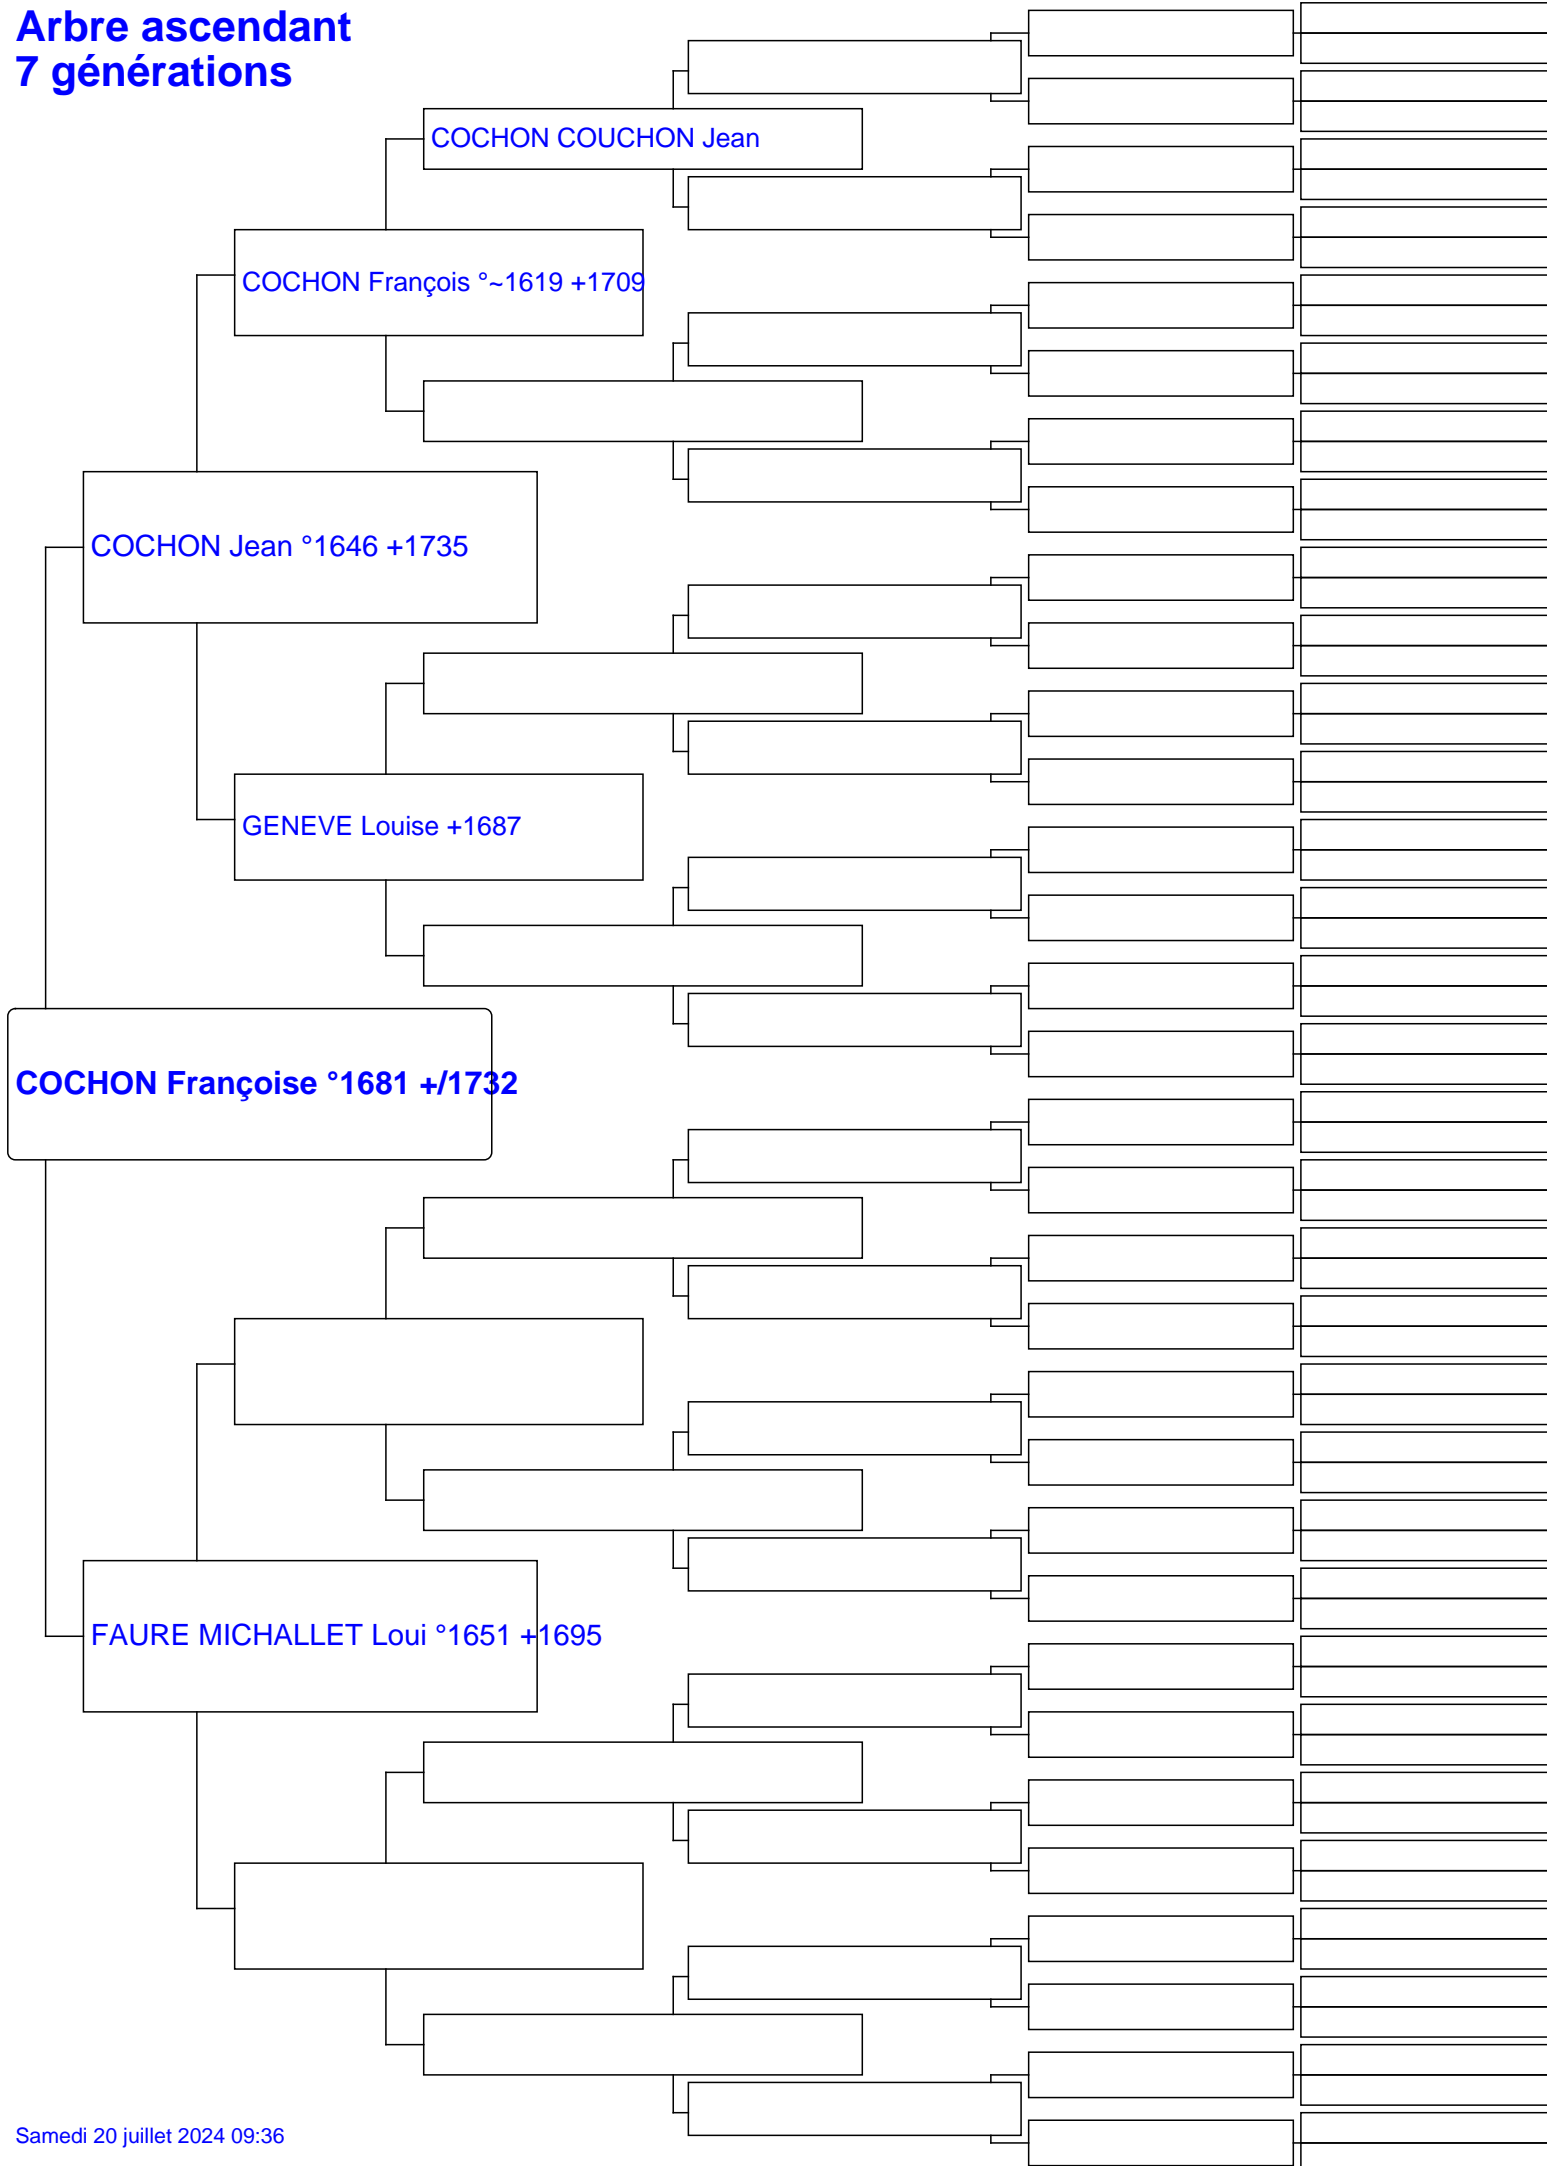 Arbre ascendant
7 générations
COCHON COUCHON Jean
COCHON François °~1619 +1709
COCHON Jean °1646 +1735
GENEVE Louise +1687
COCHON Françoise °1681 +/1732
FAURE MICHALLET Loui °1651 +1695
Samedi 20 juillet 2024 09:36